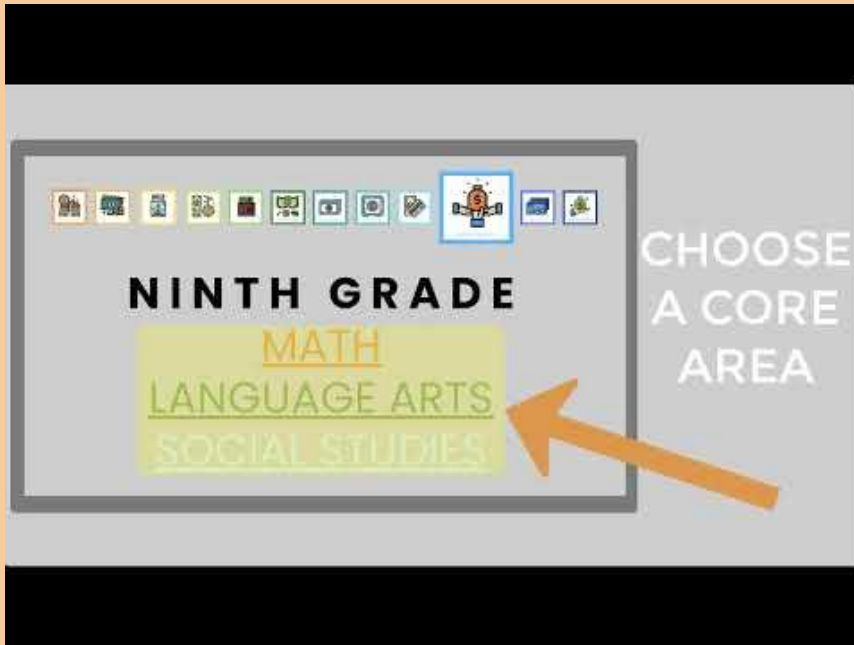 NINTH GRADE
MATH
LANGUAGE ARTS
SOCIAL STUDIES
CHOOSE
A CORE
AREA